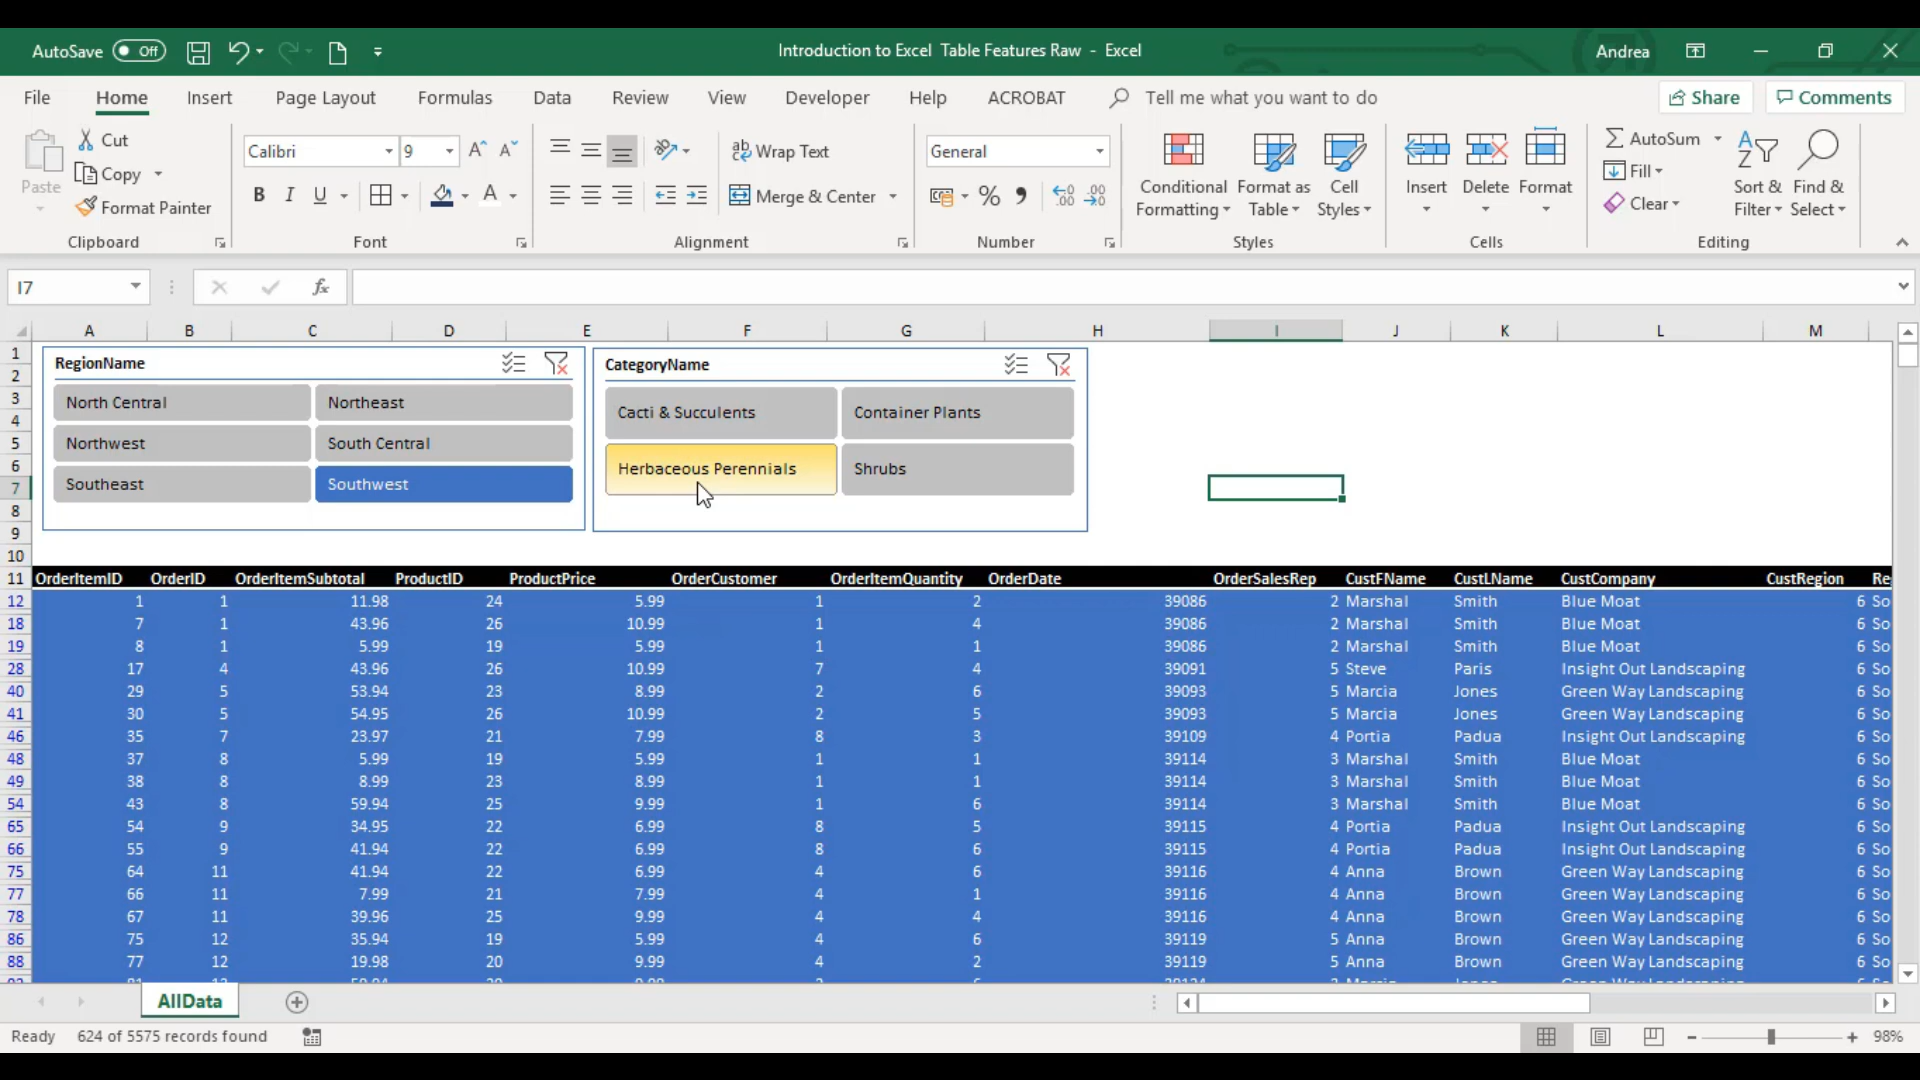 AutoSave Off Introduction to Excel Table Features Raw - Excel Andrea
File Home Insert Page Layout Formulas Data Review View Developer Help ACROBAT Tell me what you want to do Share Comments
Paste Cut Copy Format Painter Clipboard
Calibri 9 A A B I U A Font
ab Wrap Text Merge & Center Alignment
General % 9 Number
Conditional Formatting Format as Table Cell Styles Styles
Insert Delete Format Cells
AutoSum Fill Clear Sort & Filter Find & Select Editing
I7 fx
A B C D E F G H I J K L M
1 RegionName CategoryName
2
3 North Central Northeast Cacti & Succulents Container Plants
4
5 Northwest South Central
6 Herbaceous Perennials Shrubs
7 Southeast Southwest
8
9
10
11 OrderItemID OrderID OrderItemSubtotal ProductID ProductPrice OrderCustomer OrderItemQuantity OrderDate OrderSalesRep CustFName CustLName CustCompany CustRegion Re
12 1 1 11.98 24 5.99 1 2 39086 2 Marshal Smith Blue Moat 6 So
18 7 1 43.96 26 10.99 1 4 39086 2 Marshal Smith Blue Moat 6 So
19 8 1 5.99 19 5.99 1 1 39086 2 Marshal Smith Blue Moat 6 So
28 17 4 43.96 26 10.99 7 4 39091 5 Steve Paris Insight Out Landscaping 6 So
40 29 5 53.94 23 8.99 2 6 39093 5 Marcia Jones Green Way Landscaping 6 So
41 30 5 54.95 26 10.99 2 5 39093 5 Marcia Jones Green Way Landscaping 6 So
46 35 7 23.97 21 7.99 8 3 39109 4 Portia Padua Insight Out Landscaping 6 So
48 37 8 5.99 19 5.99 1 1 39114 3 Marshal Smith Blue Moat 6 So
49 38 8 8.99 23 8.99 1 1 39114 3 Marshal Smith Blue Moat 6 So
54 43 8 59.94 25 9.99 1 6 39114 3 Marshal Smith Blue Moat 6 So
65 54 9 34.95 22 6.99 8 5 39115 4 Portia Padua Insight Out Landscaping 6 So
66 55 9 41.94 22 6.99 8 6 39115 4 Portia Padua Insight Out Landscaping 6 So
75 64 11 41.94 22 6.99 4 6 39116 4 Anna Brown Green Way Landscaping 6 So
77 66 11 7.99 21 7.99 4 1 39116 4 Anna Brown Green Way Landscaping 6 So
78 67 11 39.96 25 9.99 4 4 39116 4 Anna Brown Green Way Landscaping 6 So
86 75 12 35.94 19 5.99 4 6 39119 5 Anna Brown Green Way Landscaping 6 So
88 77 12 19.98 20 9.99 4 2 39119 5 Anna Brown Green Way Landscaping 6 So
AllData
Ready 624 of 5575 records found 98%